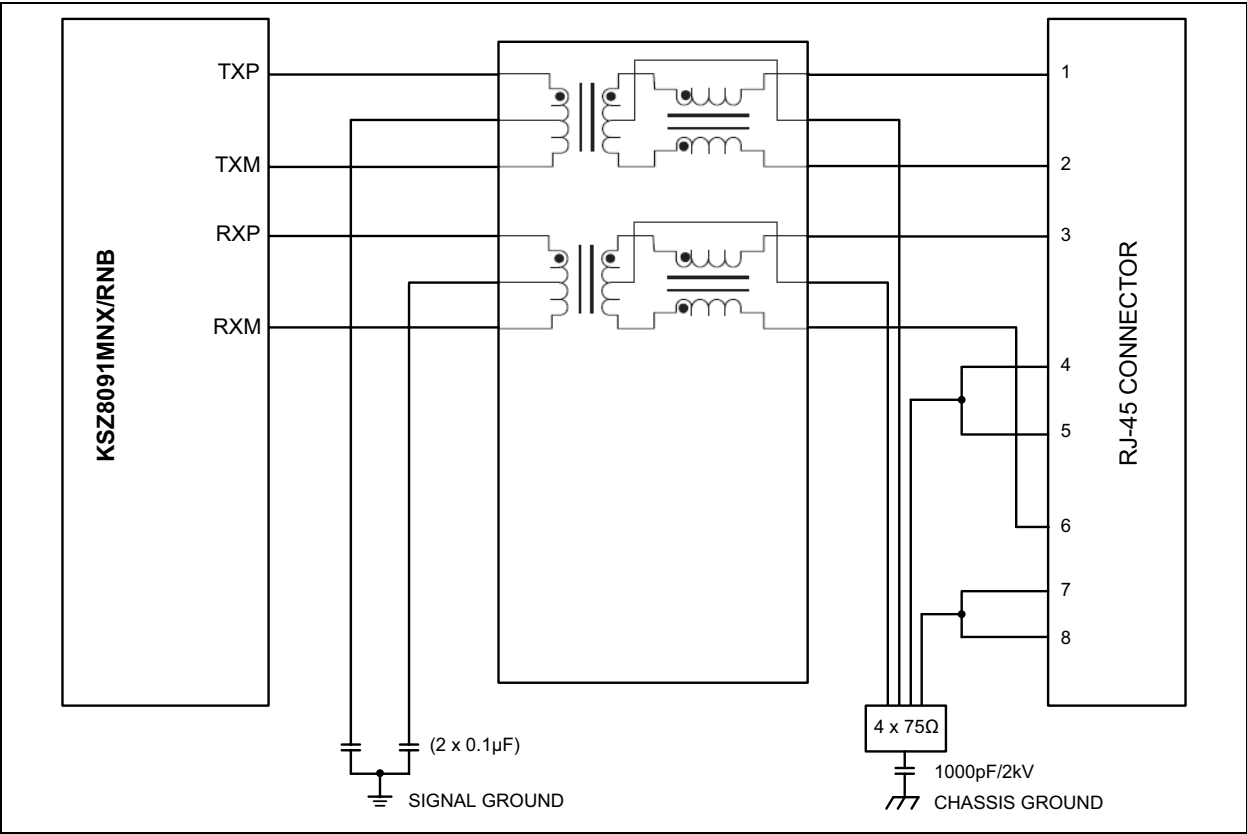 KSZ8091MNX/RNB
TXP
TXM
RXP
RXM
1
2
3
4
5
6
7
8
RJ-45 CONNECTOR
(2 x 0.1µF)
SIGNAL GROUND
4 x 75Ω
1000pF/2kV
CHASSIS GROUND